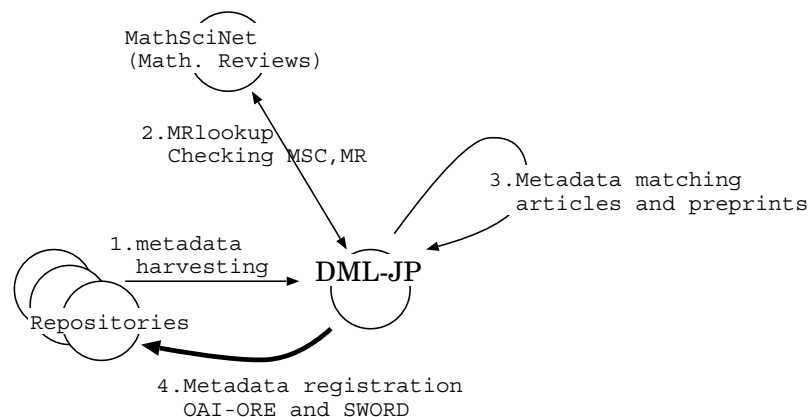 MathSciNet
(Math. Reviews)
2.MRlookup
Checking MSC,MR
3.Metadata matching
articles and preprints
1.metadata
harvesting
DML-JP
Repositories
4.Metadata registration
OAI-ORE and SWORD